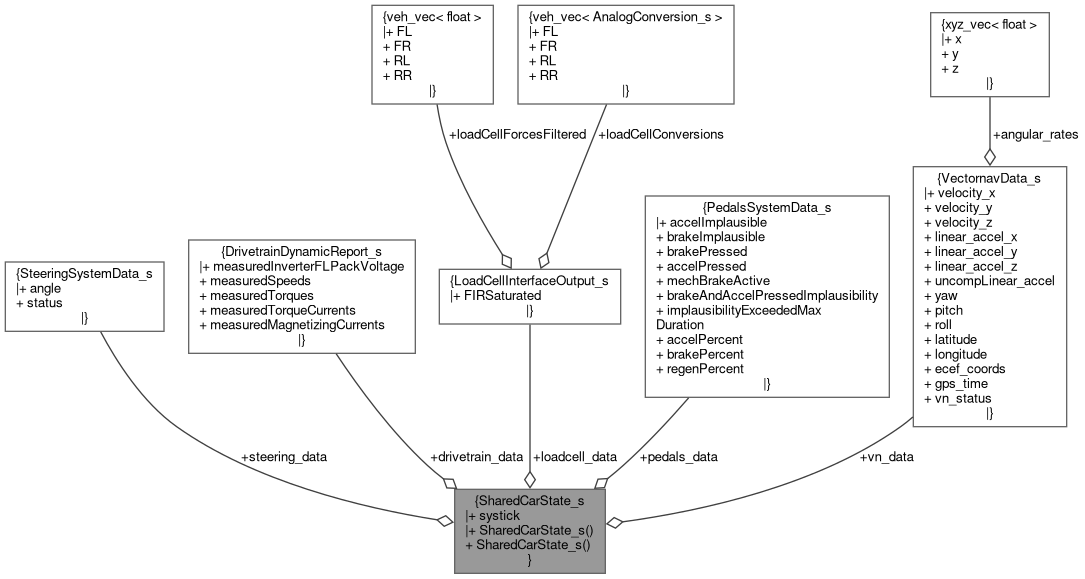 {veh_vec< float >
|+ FL
+ FR
+ RL
+ RR
|}
{veh_vec< AnalogConversion_s >
|+ FL
+ FR
+ RL
+ RR
|}
{xyz_vec< float >
|+ x
+ y
+ z
|}
+loadCellForcesFiltered
+loadCellConversions
+angular_rates
{SteeringSystemData_s
|+ angle
+ status
|}
{DrivetrainDynamicReport_s
|+ measuredInverterFLPackVoltage
+ measuredSpeeds
+ measuredTorques
+ measuredTorqueCurrents
+ measuredMagnetizingCurrents
|}
{LoadCellInterfaceOutput_s
|+ FIRSaturated
|}
{PedalsSystemData_s
|+ accelImplausible
+ brakeImplausible
+ brakePressed
+ accelPressed
+ mechBrakeActive
+ brakeAndAccelPressedImplausibility
+ implausibilityExceededMax
Duration
+ accelPercent
+ brakePercent
+ regenPercent
|}
{VectornavData_s
|+ velocity_x
+ velocity_y
+ velocity_z
+ linear_accel_x
+ linear_accel_y
+ linear_accel_z
+ uncompLinear_accel
+ yaw
+ pitch
+ roll
+ latitude
+ longitude
+ ecef_coords
+ gps_time
+ vn_status
|}
+steering_data
+drivetrain_data
+loadcell_data
+pedals_data
+vn_data
{SharedCarState_s
|+ systick
|+ SharedCarState_s()
+ SharedCarState_s()
}